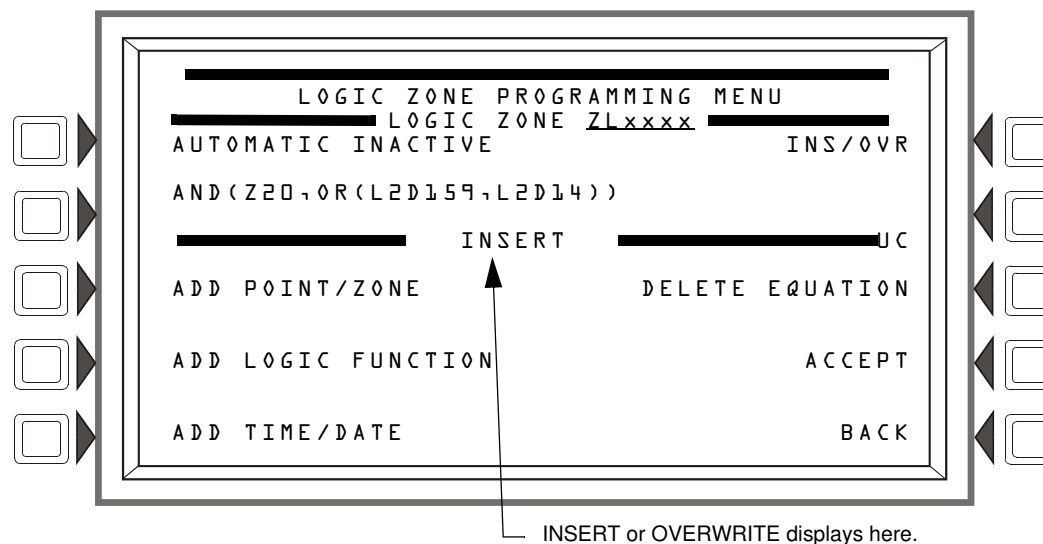 LOGIC ZONE PROGRAMMING MENU
LOGIC ZONE ZLxxxx
AUTOMATIC INACTIVE INS/OVR
AND(Z20,OR(L2D159,L2D14))
INSERT UC
ADD POINT/ZONE DELETE EQUATION
ADD LOGIC FUNCTION ACCEPT
ADD TIME/DATE BACK
INSERT or OVERWRITE displays here.